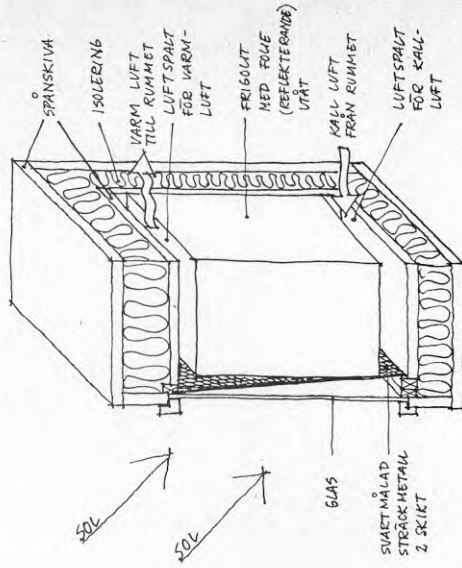 SPÅNSKIVA
ISOLERING
VARM LUFT
TILL RUMMET
LUFTSPALT
FÖR VARM-
LUFT
FRIGOLIT
MED FOLIE
(REFLEKTERANDE)
UTÅT
KALL LUFT
FRÅN RUMMET
LUFTSPALT
FÖR KALL-
LUFT
SOL
SOL
GLAS
SVARTMÅLAD
STRÄCKMETALL
2 SKIKT